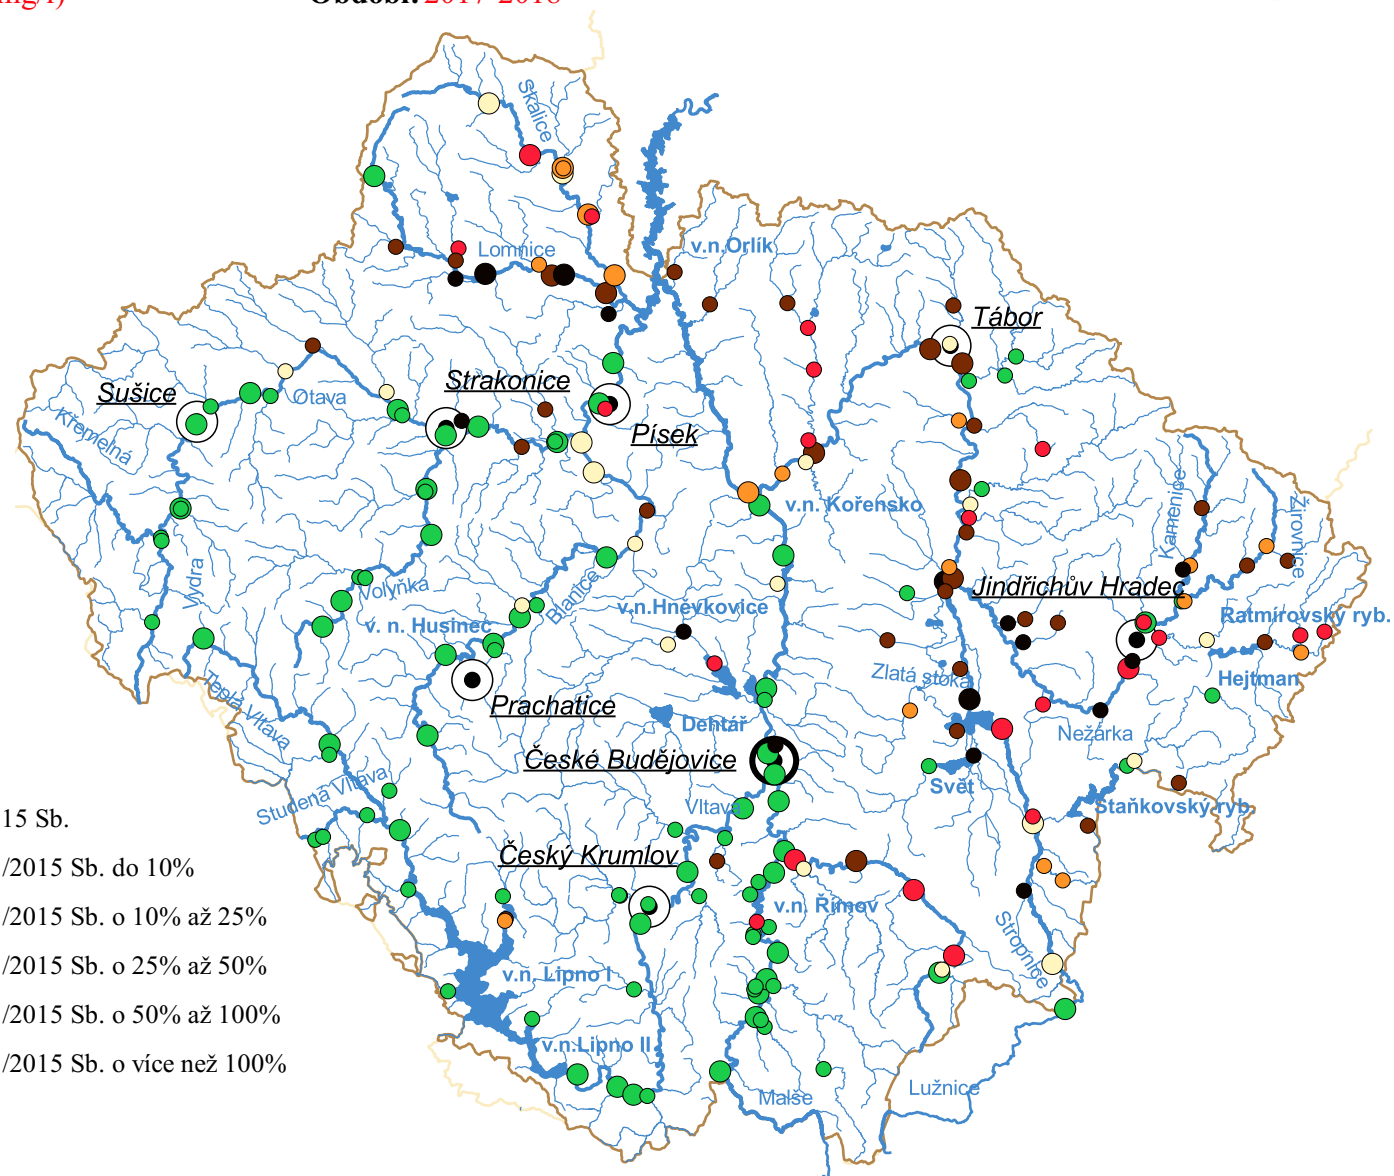 mg/l)
Období: 2017-2018
Skalice
Lomnice
v.n.Orlík
Tábor
Sušice
Otava
Strakonice
Písek
Křemelná
v.n. Kořensko
Kamenice
Žirovnice
Vydra
Volyňka
Blanice
v.n.Hněvkovice
Jindřichův Hradec
v. n. Husinec
Ratmírovský ryb.
Zlatá stoka
Hejtman
Teplá Vltava
Prachatice
Dehtář
Nežárka
České Budějovice
Svět
Studená Vltava
Vltava
Staňkovský ryb.
15 Sb.
Český Krumlov
/2015 Sb. do 10%
v.n. Římov
/2015 Sb. o 10% až 25%
Stropnice
/2015 Sb. o 25% až 50%
v.n. Lipno I
/2015 Sb. o 50% až 100%
v.n.Lipno II
/2015 Sb. o více než 100%
Malše
Lužnice